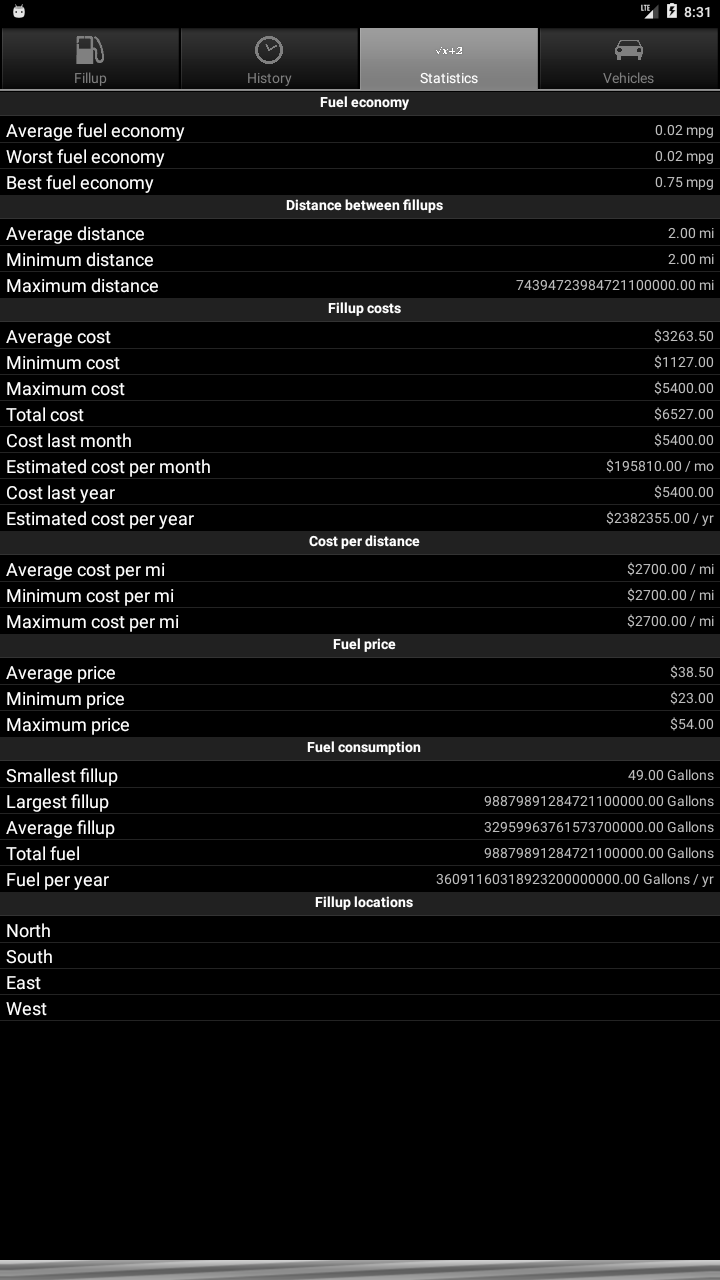 LTE 8:31
√x+2
Fillup History Statistics Vehicles
Fuel economy
Average fuel economy 0.02 mpg
Worst fuel economy 0.02 mpg
Best fuel economy 0.75 mpg
Distance between fillups
Average distance 2.00 mi
Minimum distance 2.00 mi
Maximum distance 74394723984721100000.00 mi
Fillup costs
Average cost $3263.50
Minimum cost $1127.00
Maximum cost $5400.00
Total cost $6527.00
Cost last month $5400.00
Estimated cost per month $195810.00 / mo
Cost last year $5400.00
Estimated cost per year $2382355.00 / yr
Cost per distance
Average cost per mi $2700.00 / mi
Minimum cost per mi $2700.00 / mi
Maximum cost per mi $2700.00 / mi
Fuel price
Average price $38.50
Minimum price $23.00
Maximum price $54.00
Fuel consumption
Smallest fillup 49.00 Gallons
Largest fillup 98879891284721100000.00 Gallons
Average fillup 32959963761573700000.00 Gallons
Total fuel 98879891284721100000.00 Gallons
Fuel per year 36091160318923200000000.00 Gallons / yr
Fillup locations
North
South
East
West